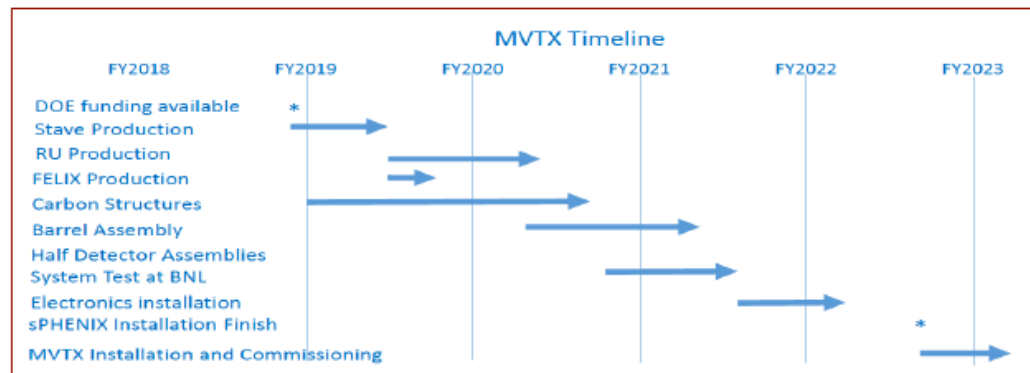 MVTX Timeline
FY2018 FY2019 FY2020 FY2021 FY2022 FY2023
DOE funding available *
Stave Production
RU Production
FELIX Production
Carbon Structures
Barrel Assembly
Half Detector Assemblies
System Test at BNL
Electronics installation
sPHENIX Installation Finish *
MVTX Installation and Commissioning